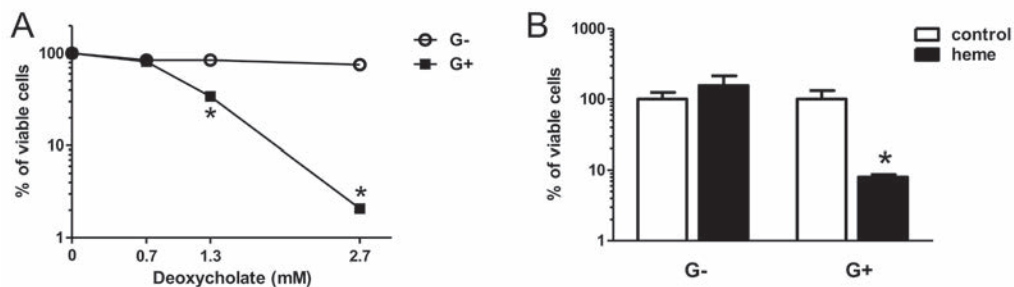 A
% of viable cells
100
10
1
0
0.7
1.3
2.7
Deoxycholate (mM)
G-
G+
*
*
B
% of viable cells
1000
100
10
1
G-
G+
*
control
heme